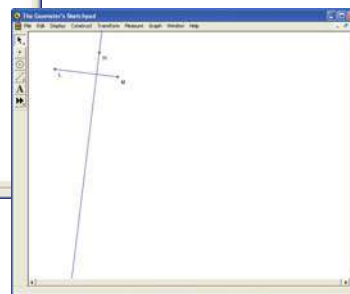 The Geometer's Sketchpad
File Edit Display Construct Transform Measure Graph Window Help
A
L